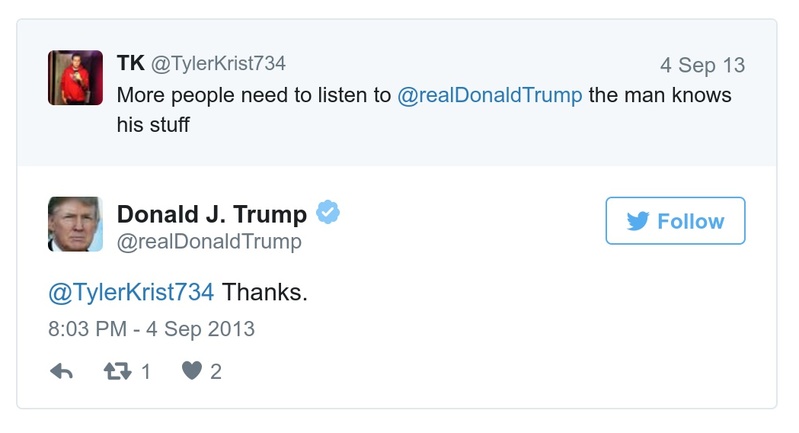 TK @TylerKrist734
4 Sep 13
More people need to listen to @realDonaldTrump the man knows
his stuff
Donald J. Trump
@realDonaldTrump
Follow
@TylerKrist734 Thanks.
8:03 PM - 4 Sep 2013
1
2